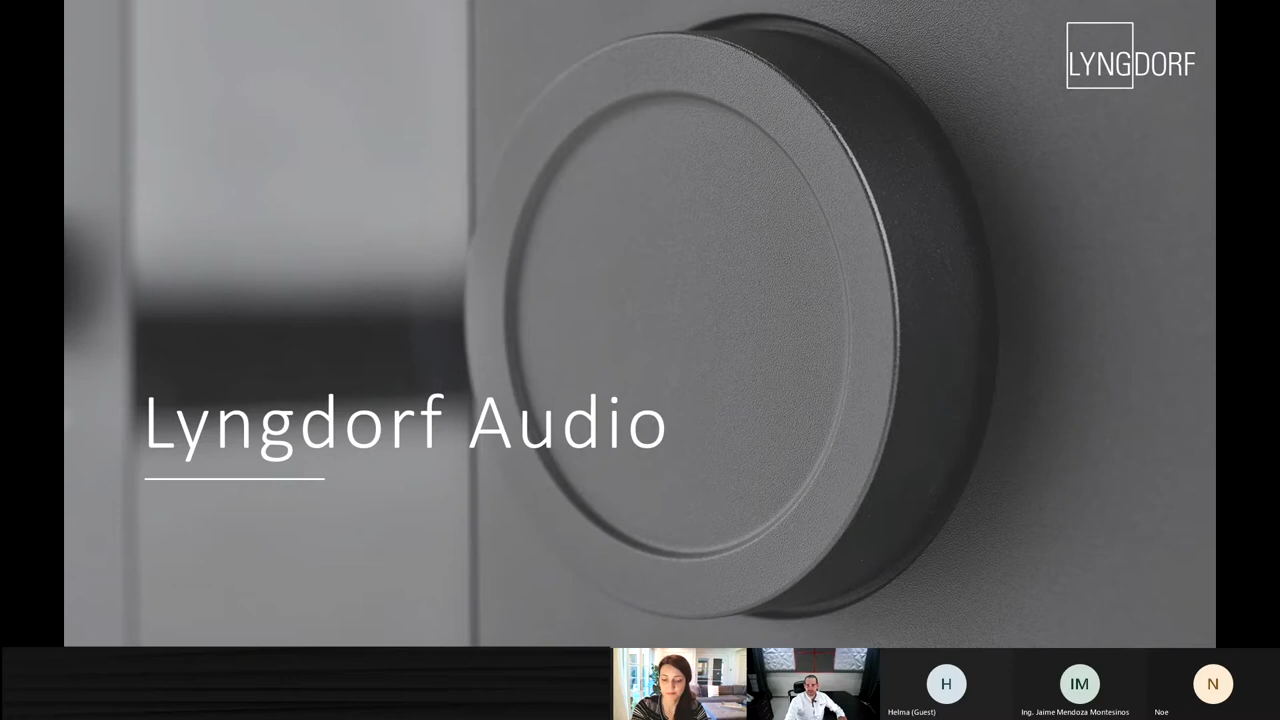 LYNGDORF
Lyngdorf Audio
H
IM
N
Helma (Guest)
Ing. Jaime Mendoza Montesinos
Noe